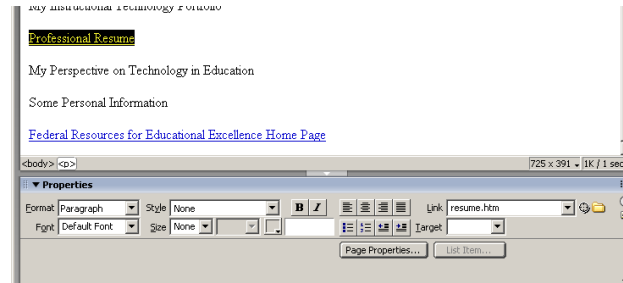 My Instructional Technology Portfolio
Professional Resume
My Perspective on Technology in Education
Some Personal Information
Federal Resources for Educational Excellence Home Page
<body> <p> 725 x 391 1K / 1 sec
Properties
Format Paragraph Style None B I Link resume.htm
Font Default Font Size None Target
Page Properties... List Item...